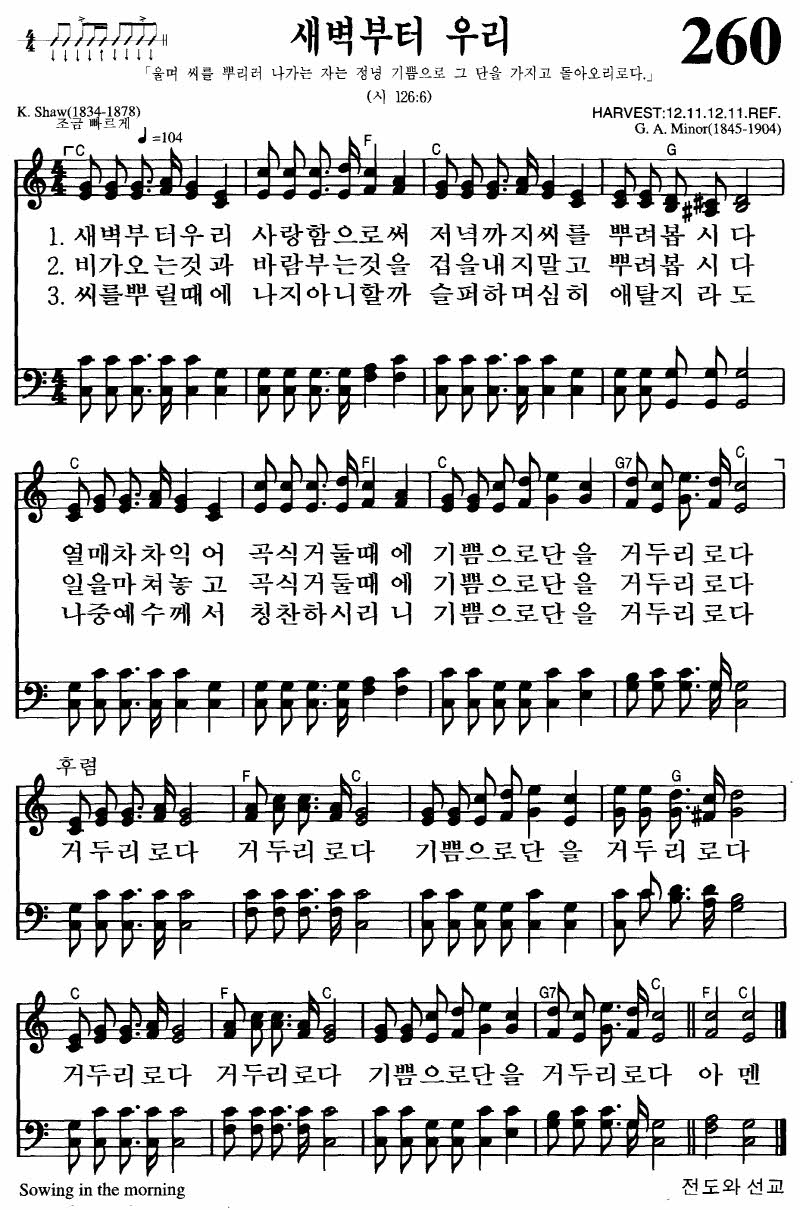 4/4
새벽부터 우리
260
「울며 씨를 뿌리러 나가는 자는 정녕 기쁨으로 그 단을 가지고 돌아오리로다.」
(시 126:6)
K. Shaw(1834-1878)
HARVEST:12.11.12.11.REF.
조금 빠르게 ♩=104
G. A. Minor(1845-1904)
C F C G
1. 새벽부터우리 사랑함으로써 저녁까지씨를 뿌려봅시다
2. 비가오는것과 바람부는것을 겁을내지말고 뿌려봅시다
3. 씨를뿌릴때에 나지아니할까 슬퍼하며심히 애탈지라도
C F C G7 C
열매차차익어 곡식거둘때에 기쁨으로단을 거두리로다
일을마쳐놓고 곡식거둘때에 기쁨으로단을 거두리로다
나중예수께서 칭찬하시리니 기쁨으로단을 거두리로다
후렴
F C G
거두리로다 거두리로다 기쁨으로단을 거두리로다
C F C G7 C F C
거두리로다 거두리로다 기쁨으로단을 거두리로다 아멘
Sowing in the morning
전도와 선교